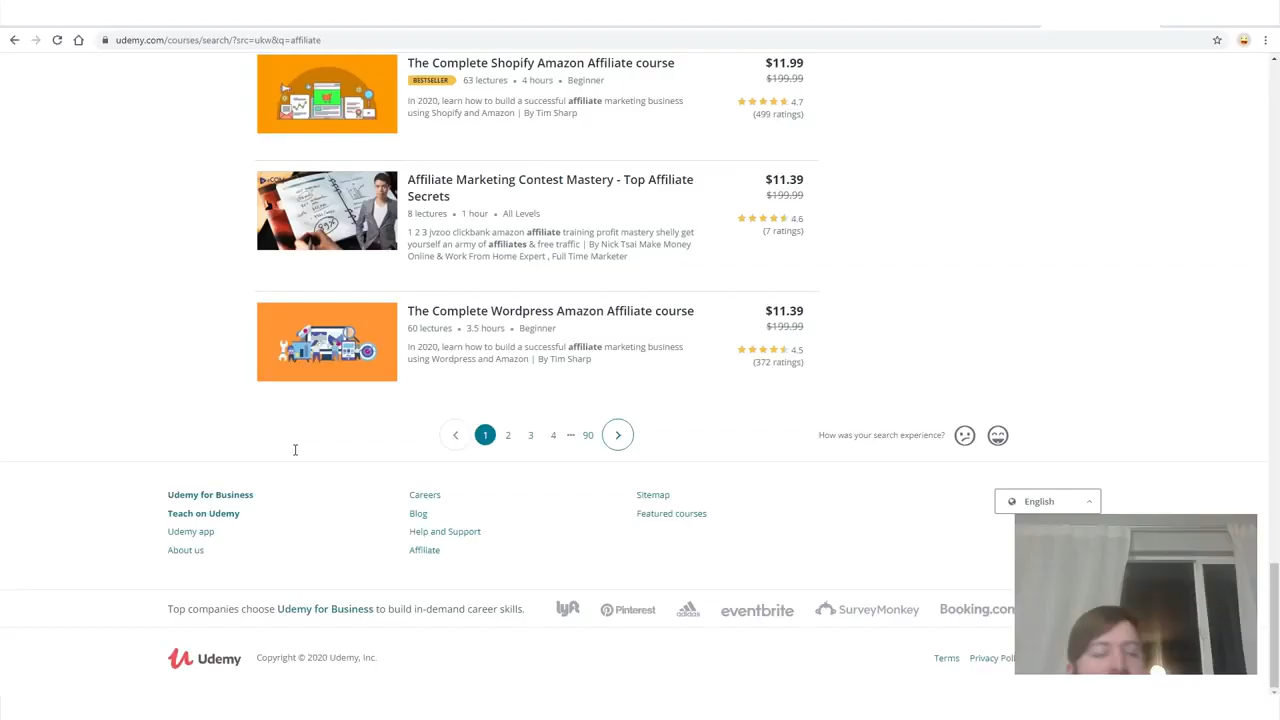 udemy.com/courses/search/?src=ukw&q=affiliate
The Complete Shopify Amazon Affiliate course
$11.99
BESTSELLER 63 lectures • 4 hours • Beginner
$199.99
In 2020, learn how to build a successful affiliate marketing business
using Shopify and Amazon | By Tim Sharp
4.7
(499 ratings)
Affiliate Marketing Contest Mastery - Top Affiliate
Secrets
$11.39
$199.99
8 lectures • 1 hour • All Levels
1 2 3 jvzoo clickbank amazon affiliate training profit mastery shelly get
yourself an army of affiliates & free traffic | By Nick Tsai Make Money
Online & Work From Home Expert , Full Time Marketer
4.6
(7 ratings)
The Complete Wordpress Amazon Affiliate course
$11.39
60 lectures • 3.5 hours • Beginner
$199.99
In 2020, learn how to build a successful affiliate marketing business
using Wordpress and Amazon | By Tim Sharp
4.5
(372 ratings)
1 2 3 4 ••• 90
How was your search experience?
Udemy for Business
Careers
Sitemap
English
Teach on Udemy
Blog
Featured courses
Udemy app
Help and Support
About us
Affiliate
Top companies choose Udemy for Business to build in-demand career skills.
lyft Pinterest adidas eventbrite SurveyMonkey Booking.com
Udemy
Copyright © 2020 Udemy, Inc.
Terms Privacy Poli